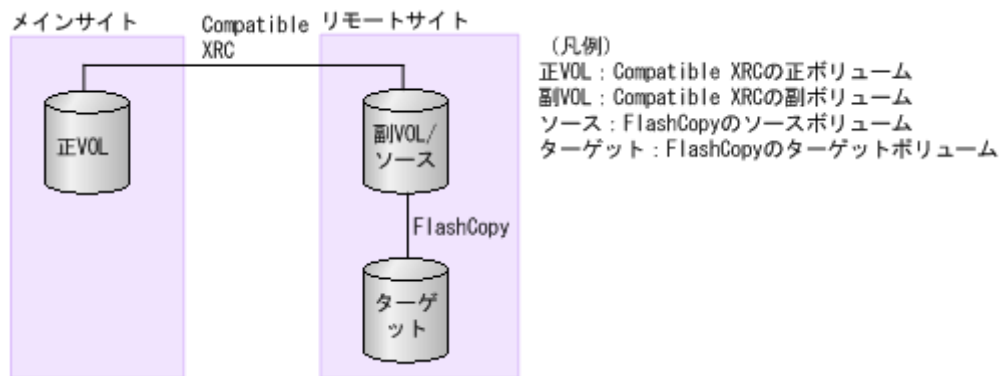 メインサイト
Compatible
XRC
リモートサイト
正VOL
副VOL/
ソース
FlashCopy
ターゲ
ット
（凡例）
正VOL：Compatible XRCの正ボリューム
副VOL：Compatible XRCの副ボリューム
ソース：FlashCopyのソースボリューム
ターゲット：FlashCopyのターゲットボリューム